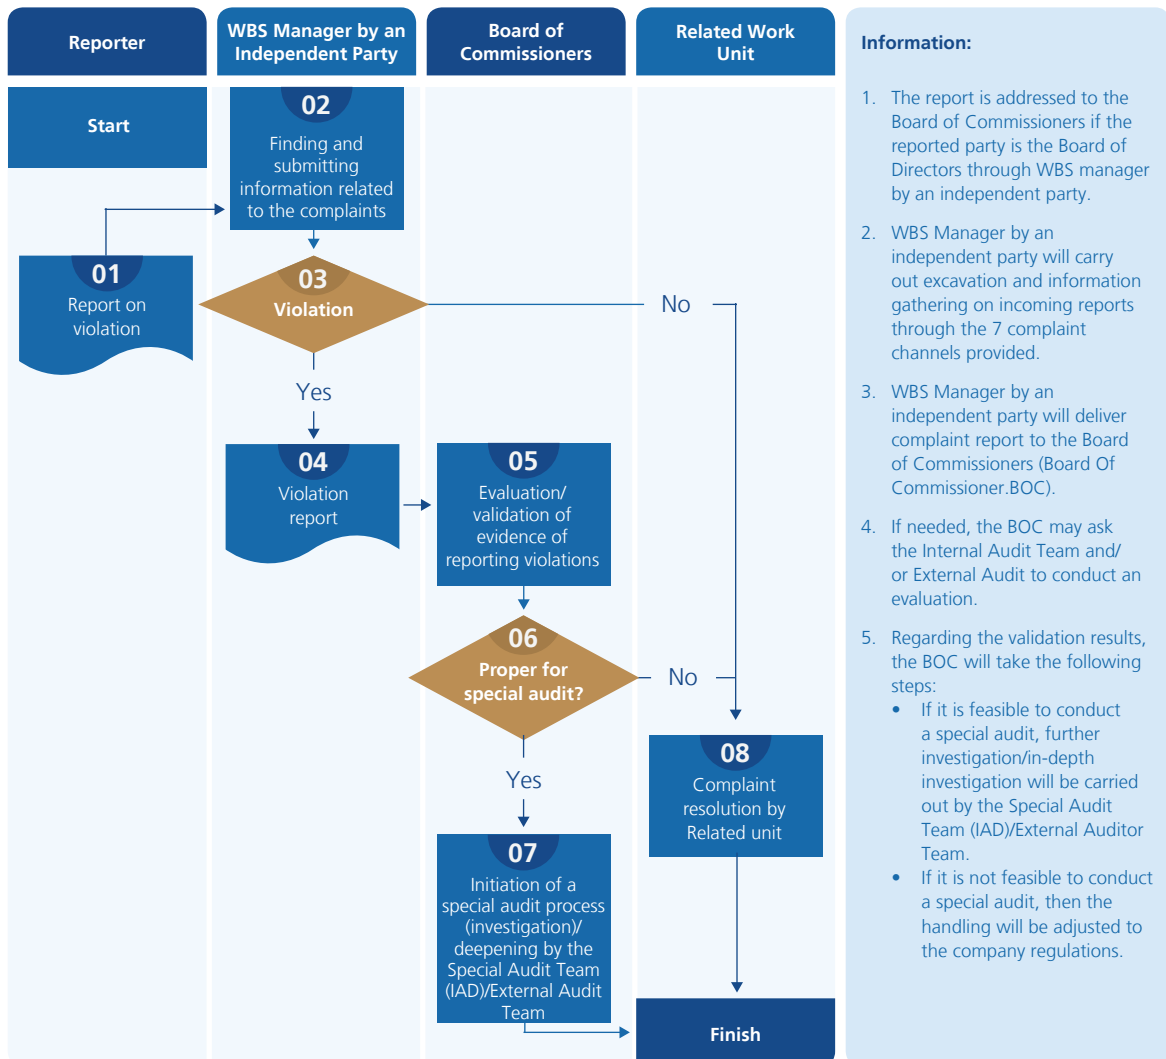 Reporter
WBS Manager by an
Independent Party
Board of
Commissioners
Related Work
Unit
Start
01
Report on
violation
02
Finding and
submitting
information related
to the complaints
03
Violation
No
Yes
04
Violation
report
05
Evaluation/
validation of
evidence of
reporting violations
06
Proper for
special audit?
No
Yes
07
Initiation of a
special audit process
(investigation)/
deepening by the
Special Audit Team
(IAD)/External Audit
Team
08
Complaint
resolution by
Related unit
Finish
Information:
1. The report is addressed to the
Board of Commissioners if the
reported party is the Board of
Directors through WBS manager
by an independent party.
2. WBS Manager by an
independent party will carry
out excavation and information
gathering on incoming reports
through the 7 complaint
channels provided.
3. WBS Manager by an
independent party will deliver
complaint report to the Board
of Commissioners (Board Of
Commissioner.BOC).
4. If needed, the BOC may ask
the Internal Audit Team and/
or External Audit to conduct an
evaluation.
5. Regarding the validation results,
the BOC will take the following
steps:
• If it is feasible to conduct
a special audit, further
investigation/in-depth
investigation will be carried
out by the Special Audit
Team (IAD)/External Auditor
Team.
• If it is not feasible to conduct
a special audit, then the
handling will be adjusted to
the company regulations.